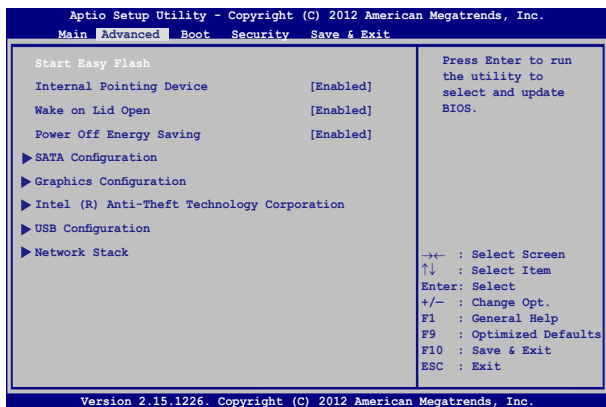 Aptio Setup Utility - Copyright (C) 2012 American Megatrends, Inc.
Main Advanced Boot Security Save & Exit
Start Easy Flash
Internal Pointing Device [Enabled]
Wake on Lid Open [Enabled]
Power Off Energy Saving [Enabled]
SATA Configuration
Graphics Configuration
Intel (R) Anti-Theft Technology Corporation
USB Configuration
Network Stack
Press Enter to run
the utility to
select and update
BIOS.
→← : Select Screen
↑↓ : Select Item
Enter: Select
+/— : Change Opt.
F1 : General Help
F9 : Optimized Defaults
F10 : Save & Exit
ESC : Exit
Version 2.15.1226. Copyright (C) 2012 American Megatrends, Inc.